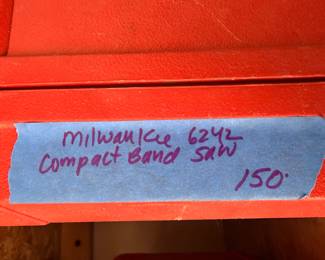 Milwaukee 6242
Compact Band Saw
150.